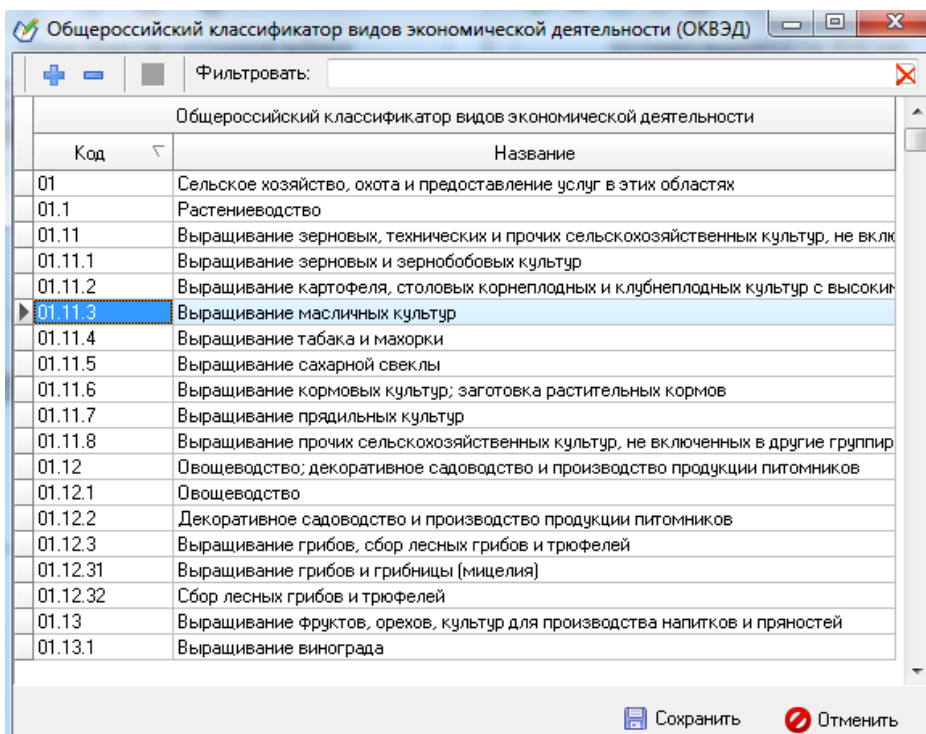 Общероссийский классификатор видов экономической деятельности (ОКВЭД)
Фильтровать:
Общероссийский классификатор видов экономической деятельности
Код Название
01 Сельское хозяйство, охота и предоставление услуг в этих областях
01.1 Растениеводство
01.11 Выращивание зерновых, технических и прочих сельскохозяйственных культур, не вклю
01.11.1 Выращивание зерновых и зернобобовых культур
01.11.2 Выращивание картофеля, столовых корнеплодных и клубнеплодных культур с высоким
01.11.3 Выращивание масличных культур
01.11.4 Выращивание табака и махорки
01.11.5 Выращивание сахарной свеклы
01.11.6 Выращивание кормовых культур; заготовка растительных кормов
01.11.7 Выращивание прядильных культур
01.11.8 Выращивание прочих сельскохозяйственных культур, не включенных в другие группир
01.12 Овощеводство; декоративное садоводство и производство продукции питомников
01.12.1 Овощеводство
01.12.2 Декоративное садоводство и производство продукции питомников
01.12.3 Выращивание грибов, сбор лесных грибов и трюфелей
01.12.31 Выращивание грибов и грибницы (мицелия)
01.12.32 Сбор лесных грибов и трюфелей
01.13 Выращивание фруктов, орехов, культур для производства напитков и пряностей
01.13.1 Выращивание винограда
Сохранить Отменить